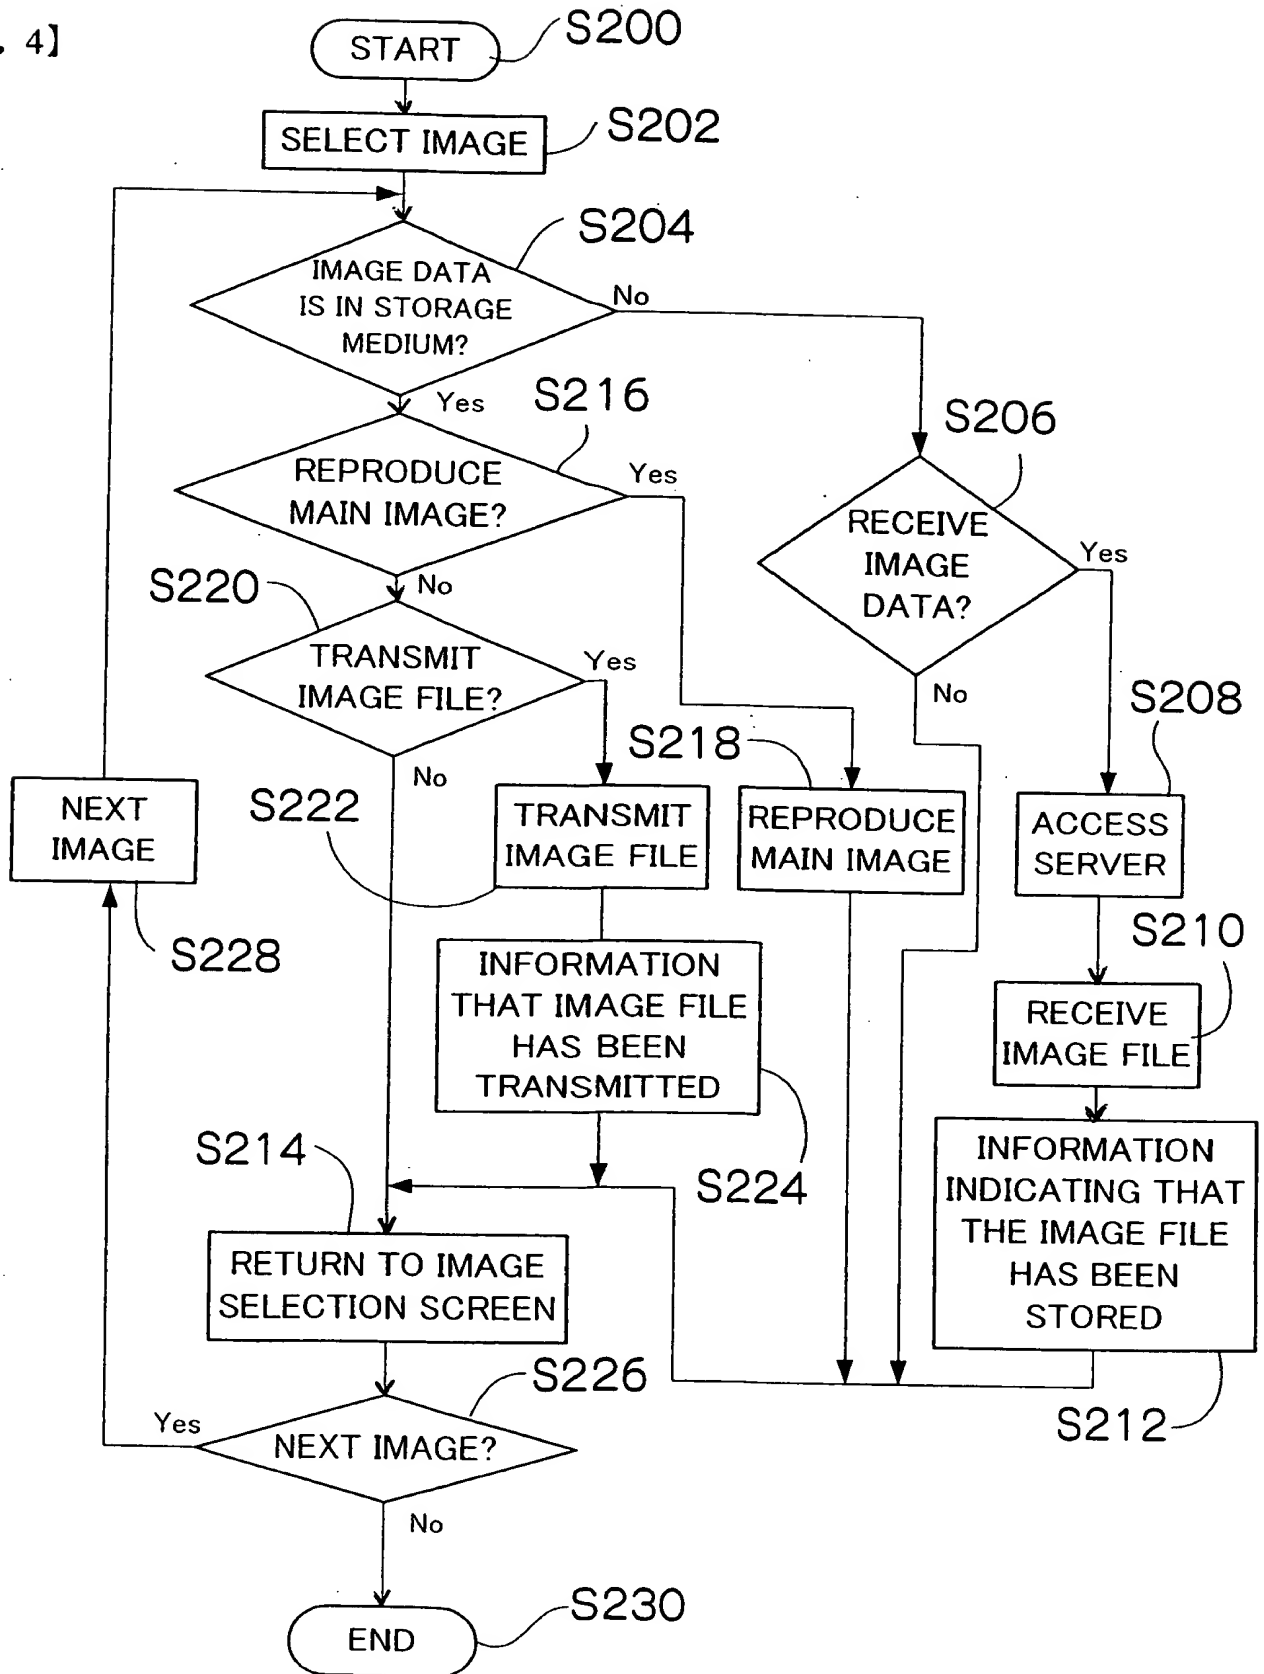 . 4】
START
S200
SELECT IMAGE
S202
S204
IMAGE DATA
IS IN STORAGE
MEDIUM?
No
Yes
S216
REPRODUCE
MAIN IMAGE?
Yes
No
S206
RECEIVE
IMAGE
DATA?
Yes
No
S220
TRANSMIT
IMAGE FILE?
Yes
No
S208
ACCESS
SERVER
S218
REPRODUCE
MAIN IMAGE
S222
TRANSMIT
IMAGE FILE
NEXT
IMAGE
S228
S210
RECEIVE
IMAGE FILE
INFORMATION
THAT IMAGE FILE
HAS BEEN
TRANSMITTED
S224
INFORMATION
INDICATING THAT
THE IMAGE FILE
HAS BEEN
STORED
S212
S214
RETURN TO IMAGE
SELECTION SCREEN
S226
NEXT IMAGE?
Yes
No
END
S230